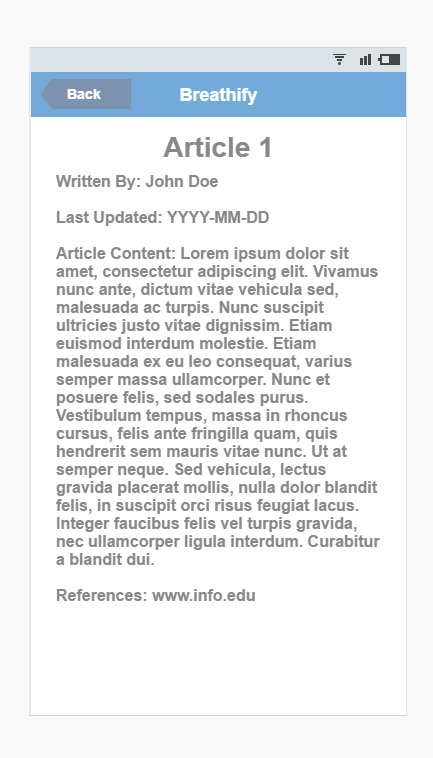 Back
Breathify
Article 1
Written By: John Doe
Last Updated: YYYY-MM-DD
Article Content: Lorem ipsum dolor sit
amet, consectetur adipiscing elit. Vivamus
nunc ante, dictum vitae vehicula sed,
malesuada ac turpis. Nunc suscipit
ultricies justo vitae dignissim. Etiam
euismod interdum molestie. Etiam
malesuada ex eu leo consequat, varius
semper massa ullamcorper. Nunc et
posuere felis, sed sodales purus.
Vestibulum tempus, massa in rhoncus
cursus, felis ante fringilla quam, quis
hendrerit sem mauris vitae nunc. Ut at
semper neque. Sed vehicula, lectus
gravida placerat mollis, nulla dolor blandit
felis, in suscipit orci risus feugiat lacus.
Integer faucibus felis vel turpis gravida,
nec ullamcorper ligula interdum. Curabitur
a blandit dui.
References: www.info.edu